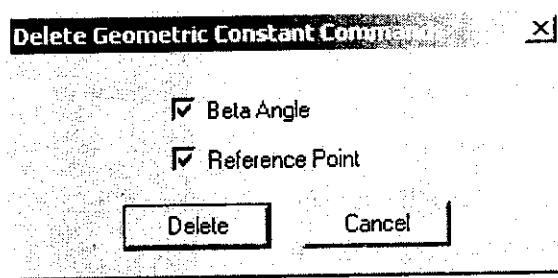 Delete Geometric Constant Command
Beta Angle
Reference Point
Delete Cancel